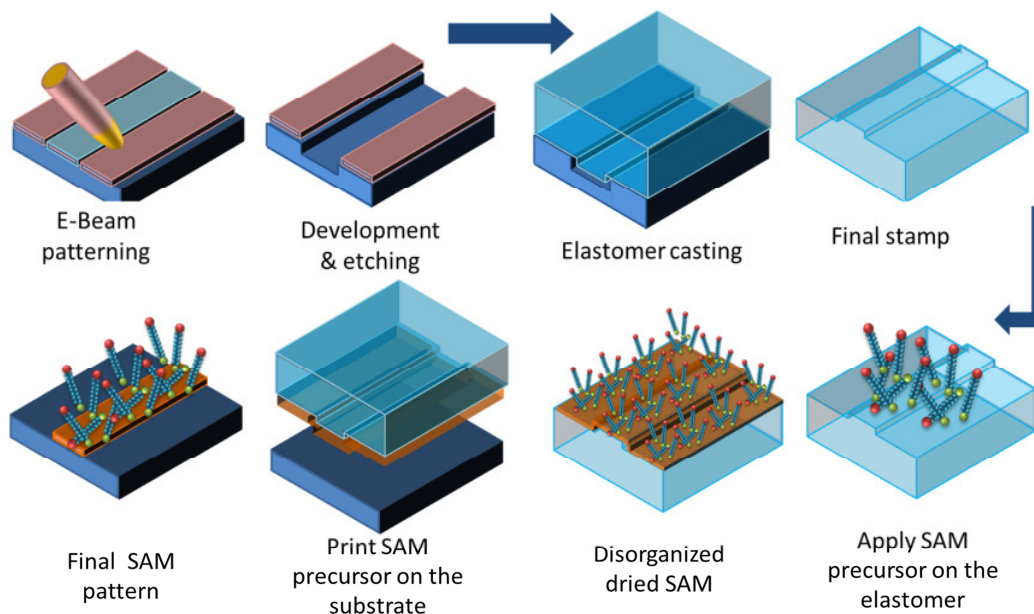 E-Beam
patterning
Development
& etching
Elastomer casting
Final stamp
Final SAM
pattern
Print SAM
precursor on the
substrate
Disorganized
dried SAM
Apply SAM
precursor on the
elastomer